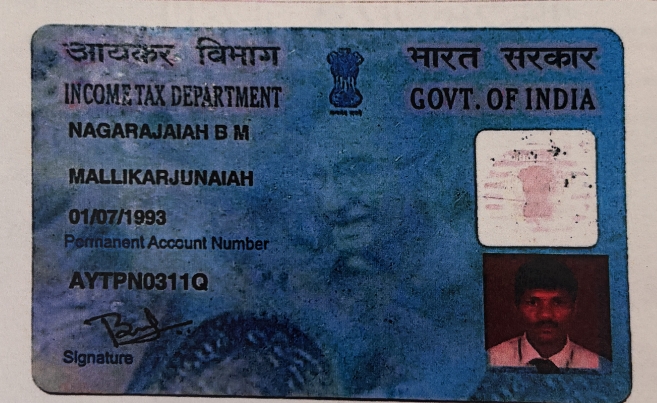 आयकर विभाग
भारत सरकार
INCOME TAX DEPARTMENT
GOVT. OF INDIA
NAGARAJAIAH B M
MALLIKARJUNAIAH
01/07/1993
Permanent Account Number
AYTPN0311Q
Signature